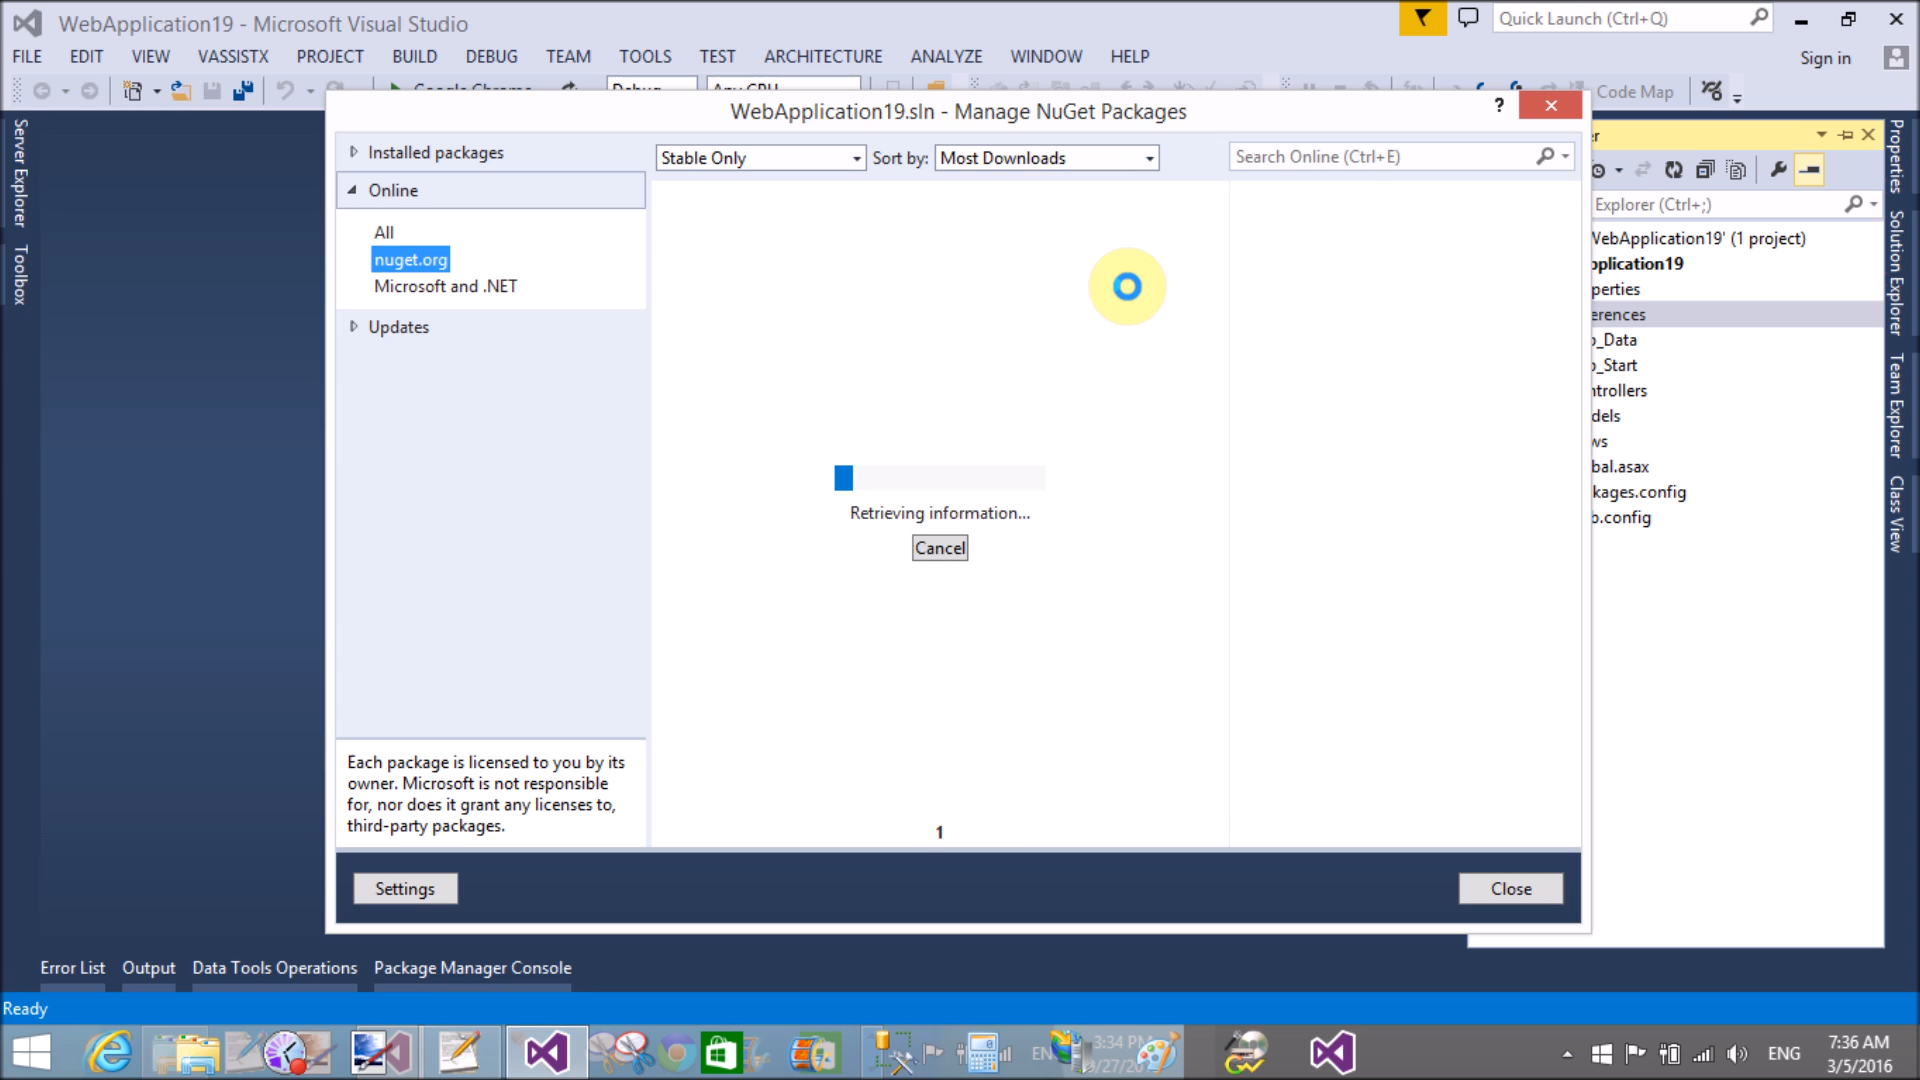 WebApplication19 - Microsoft Visual Studio
Quick Launch (Ctrl+Q)
FILE EDIT VIEW VASSISTX PROJECT BUILD DEBUG TEAM TOOLS TEST ARCHITECTURE ANALYZE WINDOW HELP
Sign in
Code Map
WebApplication19.sln - Manage NuGet Packages
?
Server Explorer
Toolbox
Installed packages
Online
All
nuget.org
Microsoft and .NET
Updates
Stable Only
Sort by: Most Downloads
Search Online (Ctrl+E)
Retrieving information...
Cancel
1
Each package is licensed to you by its
owner. Microsoft is not responsible
for, nor does it grant any licenses to,
third-party packages.
Settings
Close
Explorer (Ctrl+;)
WebApplication19' (1 project)
pplication19
perties
erences
p_Data
p_Start
ntrollers
dels
ws
bal.asax
kages.config
b.config
Properties
Solution Explorer
Team Explorer
Class View
Error List Output Data Tools Operations Package Manager Console
Ready
3:34 PM
ENG
7:36 AM
3/5/2016